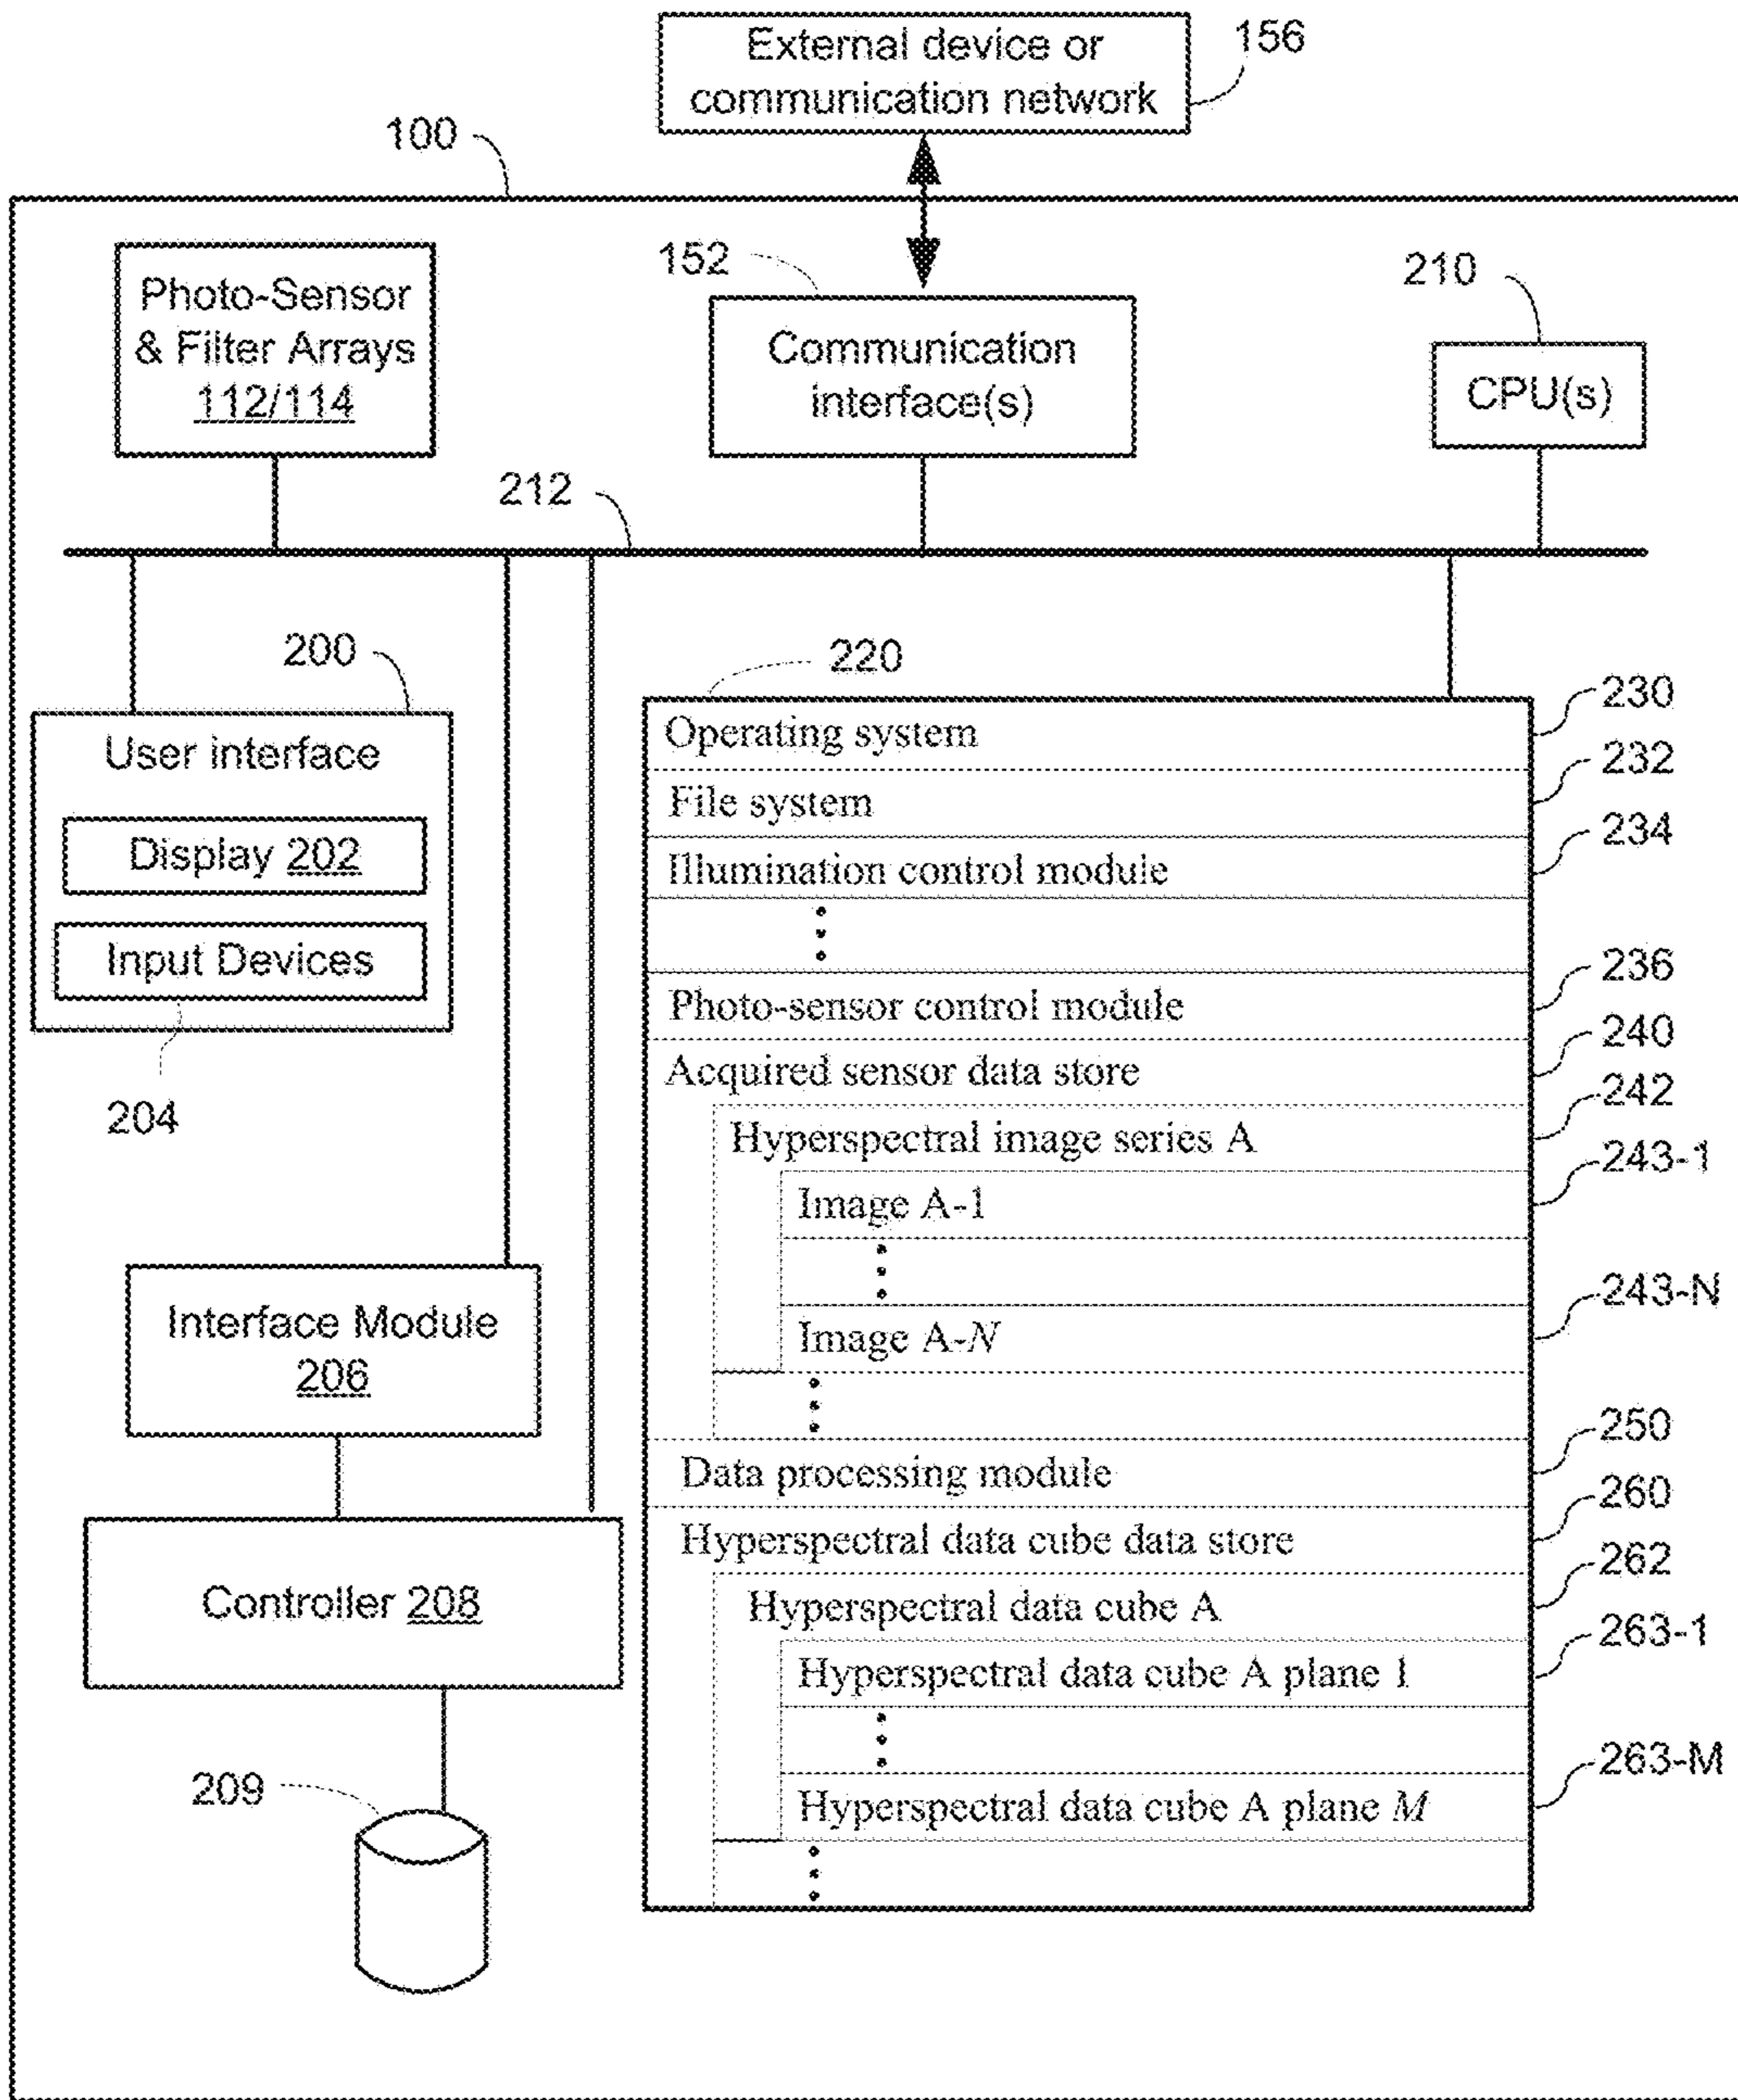 External device or
communication network
156
100
Photo-Sensor
& Filter Arrays
112/114
152
Communication
interface(s)
210
CPU(s)
212
200
User interface
Display 202
Input Devices
204
Interface Module
206
Controller 208
209
220
Operating system
230
File system
232
Illumination control module
234
Photo-sensor control module
236
Acquired sensor data store
240
Hyperspectral image series A
242
Image A-1
243-1
Image A-N
243-N
Data processing module
250
Hyperspectral data cube data store
260
Hyperspectral data cube A
262
Hyperspectral data cube A plane 1
263-1
Hyperspectral data cube A plane M
263-M